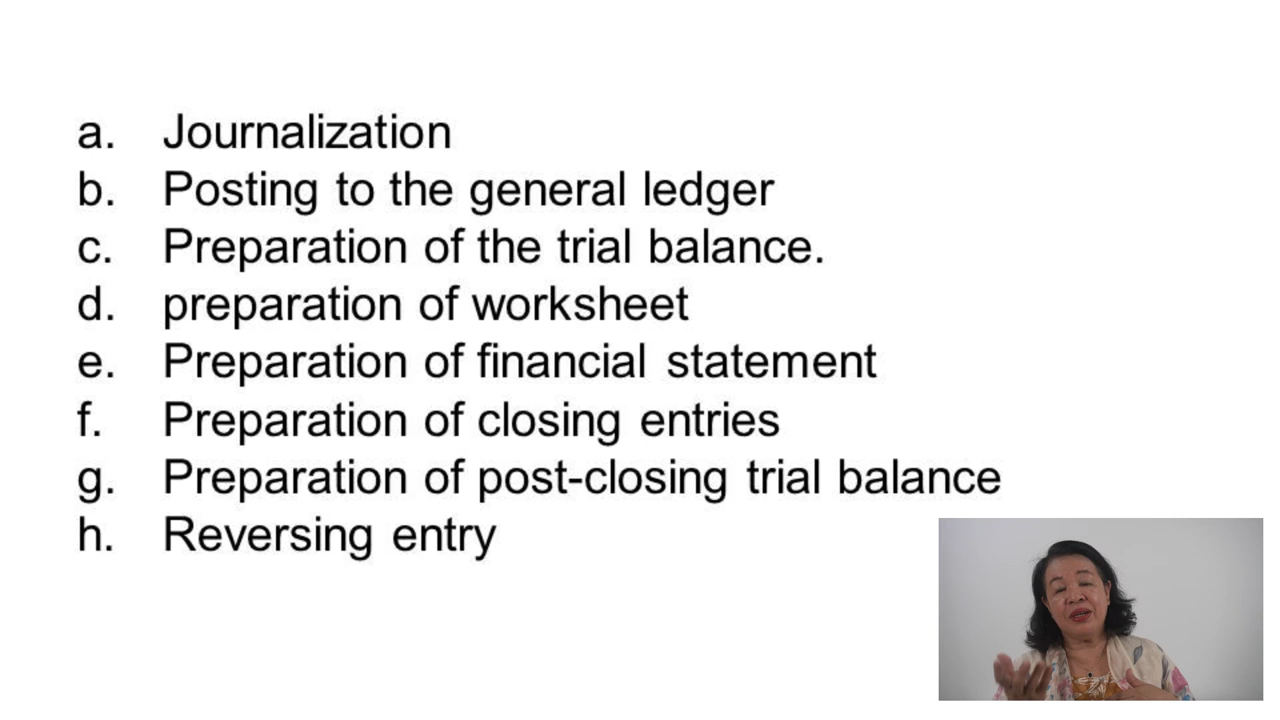 a. Journalization
b. Posting to the general ledger
c. Preparation of the trial balance.
d. preparation of worksheet
e. Preparation of financial statement
f. Preparation of closing entries
g. Preparation of post-closing trial balance
h. Reversing entry